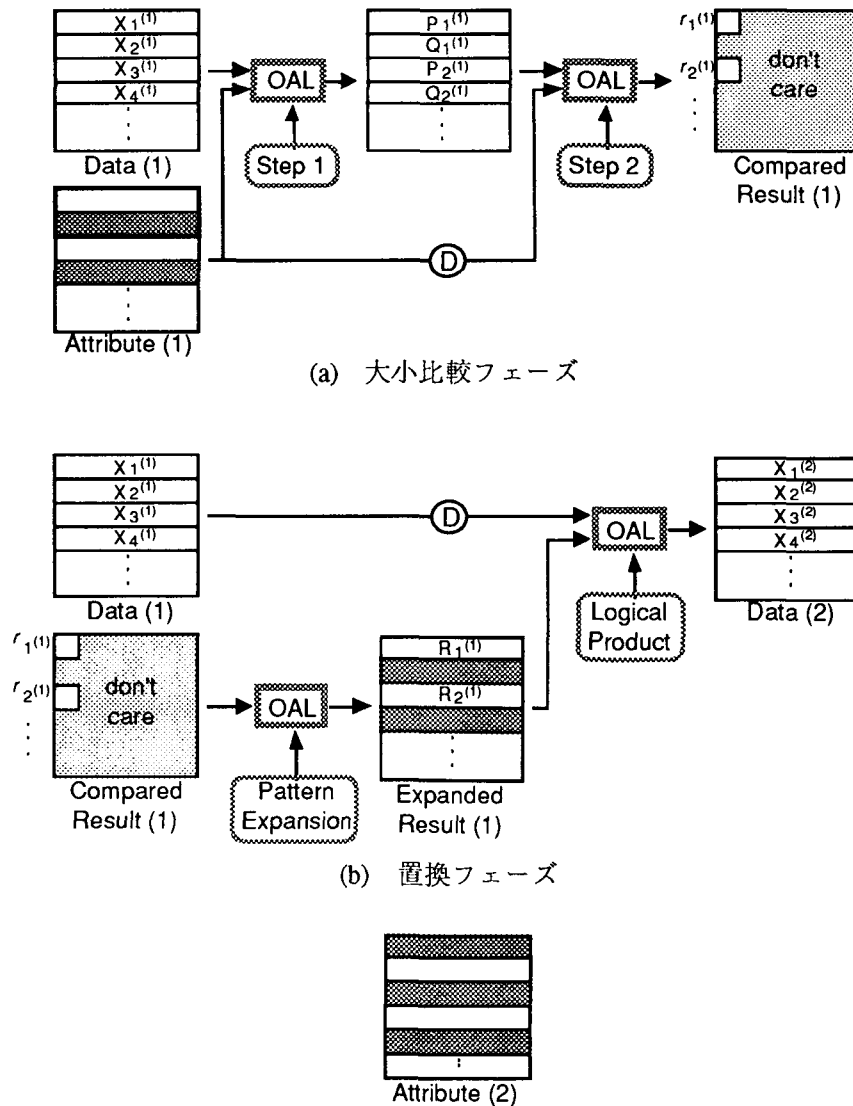 X1(1)
X2(1)
X3(1)
X4(1)
Data (1)
OAL
Step 1
P1(1)
Q1(1)
P2(1)
Q2(1)
OAL
Step 2
r1(1)
r2(1)
don't
care
Compared
Result (1)
Attribute (1)
D
(a) 大小比較フェーズ
X1(1)
X2(1)
X3(1)
X4(1)
Data (1)
D
OAL
Logical
Product
X1(2)
X2(2)
X3(2)
X4(2)
Data (2)
r1(1)
r2(1)
don't
care
Compared
Result (1)
OAL
Pattern
Expansion
R1(1)
R2(1)
Expanded
Result (1)
(b) 置換フェーズ
Attribute (2)